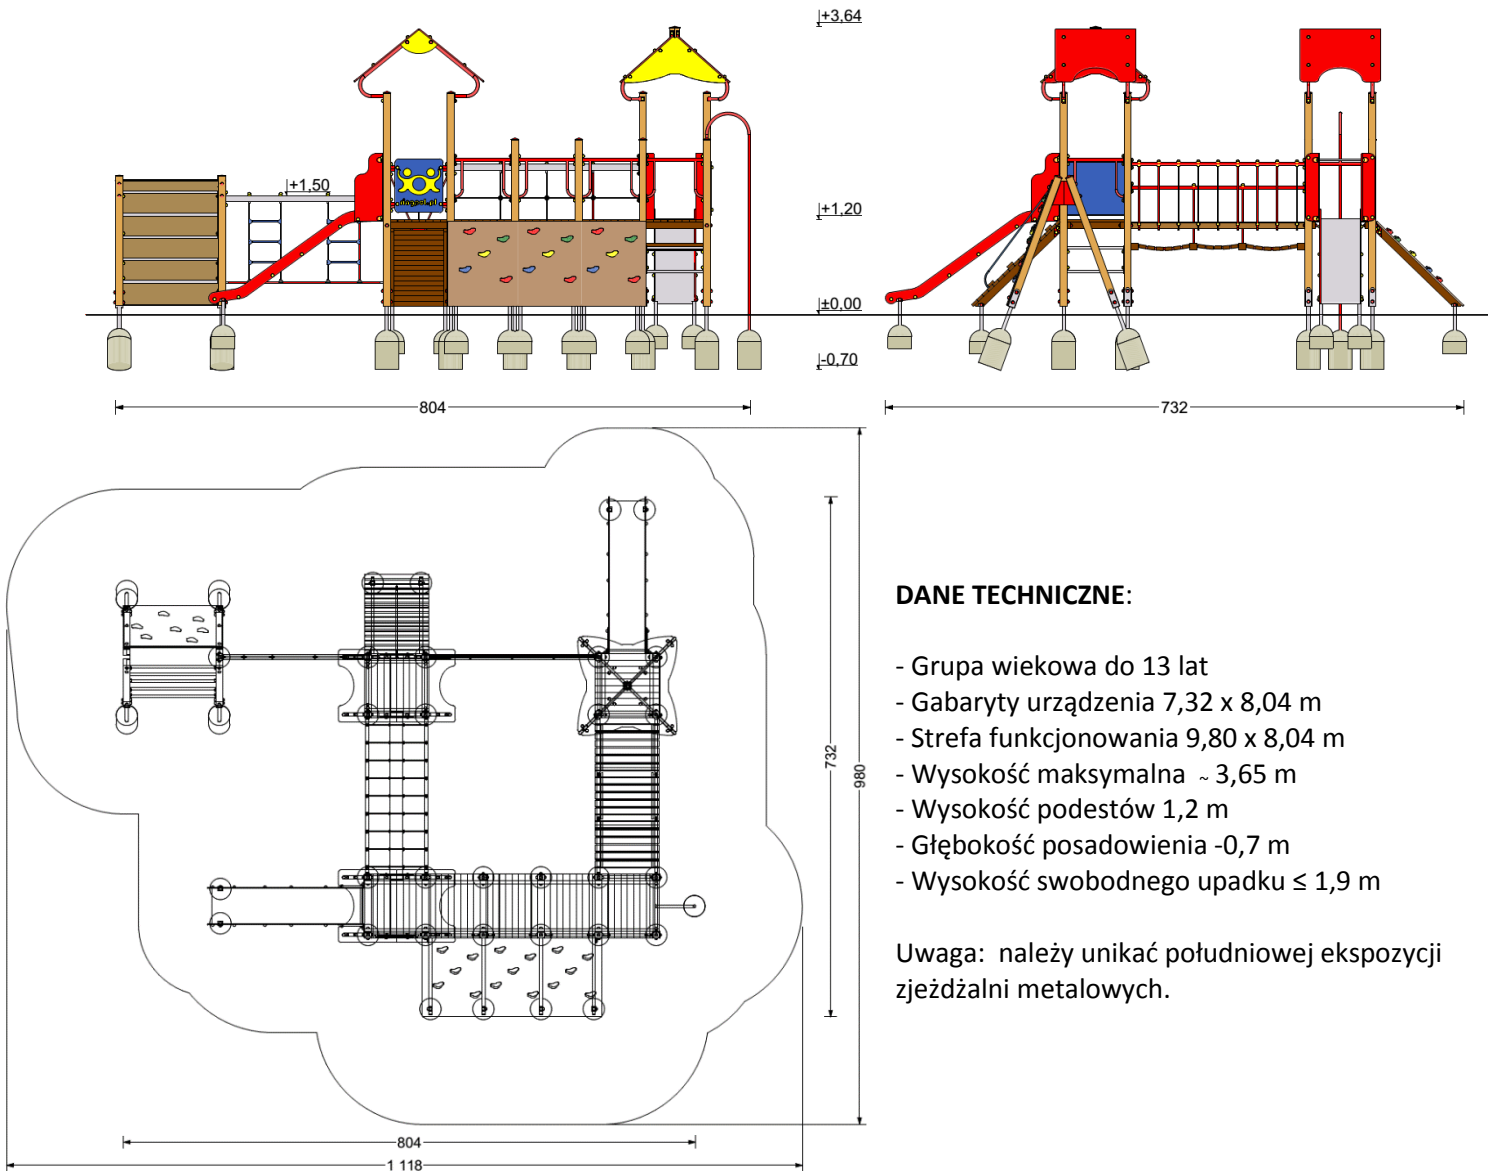 +3,64
+1,50
dagpol.pl
+1,20
±0,00
-0,70
804
732
732
980
804
1 118
DANE TECHNICZNE:
- Grupa wiekowa do 13 lat
- Gabaryty urządzenia 7,32 x 8,04 m
- Strefa funkcjonowania 9,80 x 8,04 m
- Wysokość maksymalna ~ 3,65 m
- Wysokość podestów 1,2 m
- Głębokość posadowienia -0,7 m
- Wysokość swobodnego upadku ≤ 1,9 m
Uwaga: należy unikać południowej ekspozycji
zjeżdżalni metalowych.